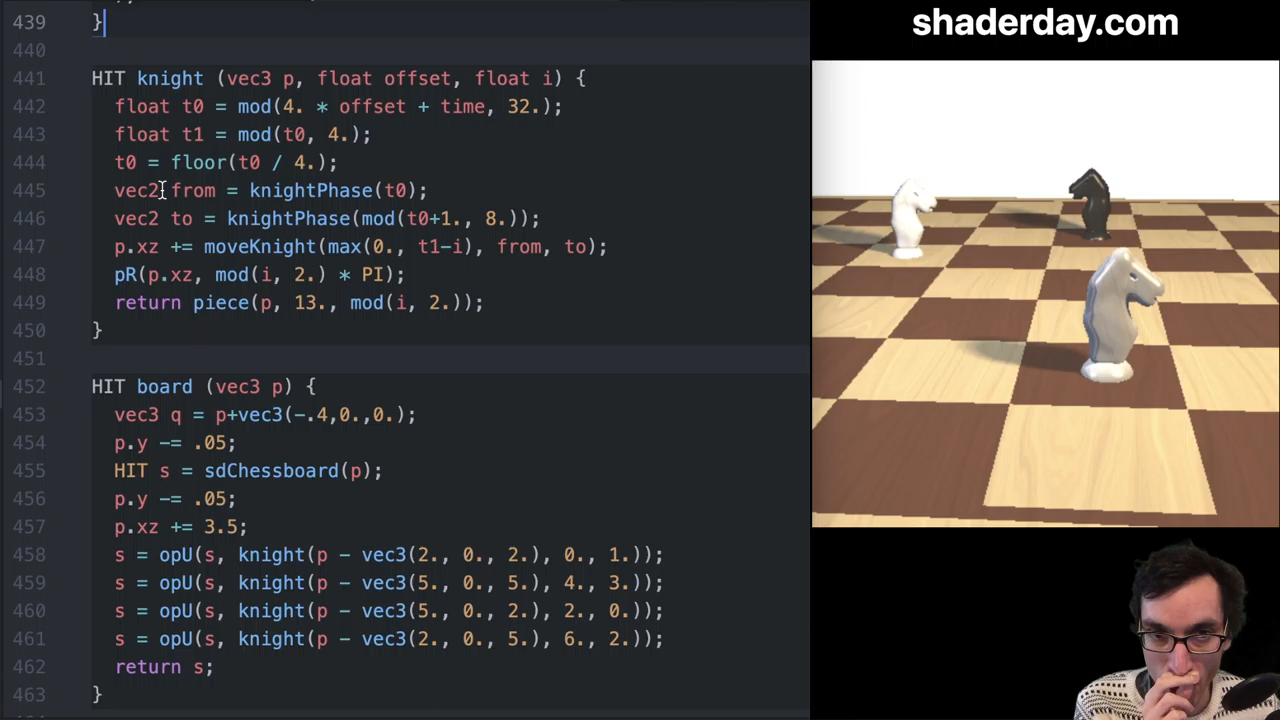 439 }
440
441 HIT knight (vec3 p, float offset, float i) {
442 float t0 = mod(4. * offset + time, 32.);
443 float t1 = mod(t0, 4.);
444 t0 = floor(t0 / 4.);
445 vec2 from = knightPhase(t0);
446 vec2 to = knightPhase(mod(t0+1., 8.));
447 p.xz += moveKnight(max(0., t1-i), from, to);
448 pR(p.xz, mod(i, 2.) * PI);
449 return piece(p, 13., mod(i, 2.));
450 }
451
452 HIT board (vec3 p) {
453 vec3 q = p+vec3(-.4,0.,0.);
454 p.y -= .05;
455 HIT s = sdChessboard(p);
456 p.y -= .05;
457 p.xz += 3.5;
458 s = opU(s, knight(p - vec3(2., 0., 2.), 0., 1.));
459 s = opU(s, knight(p - vec3(5., 0., 5.), 4., 3.));
460 s = opU(s, knight(p - vec3(5., 0., 2.), 2., 0.));
461 s = opU(s, knight(p - vec3(2., 0., 5.), 6., 2.));
462 return s;
463 }
shaderday.com